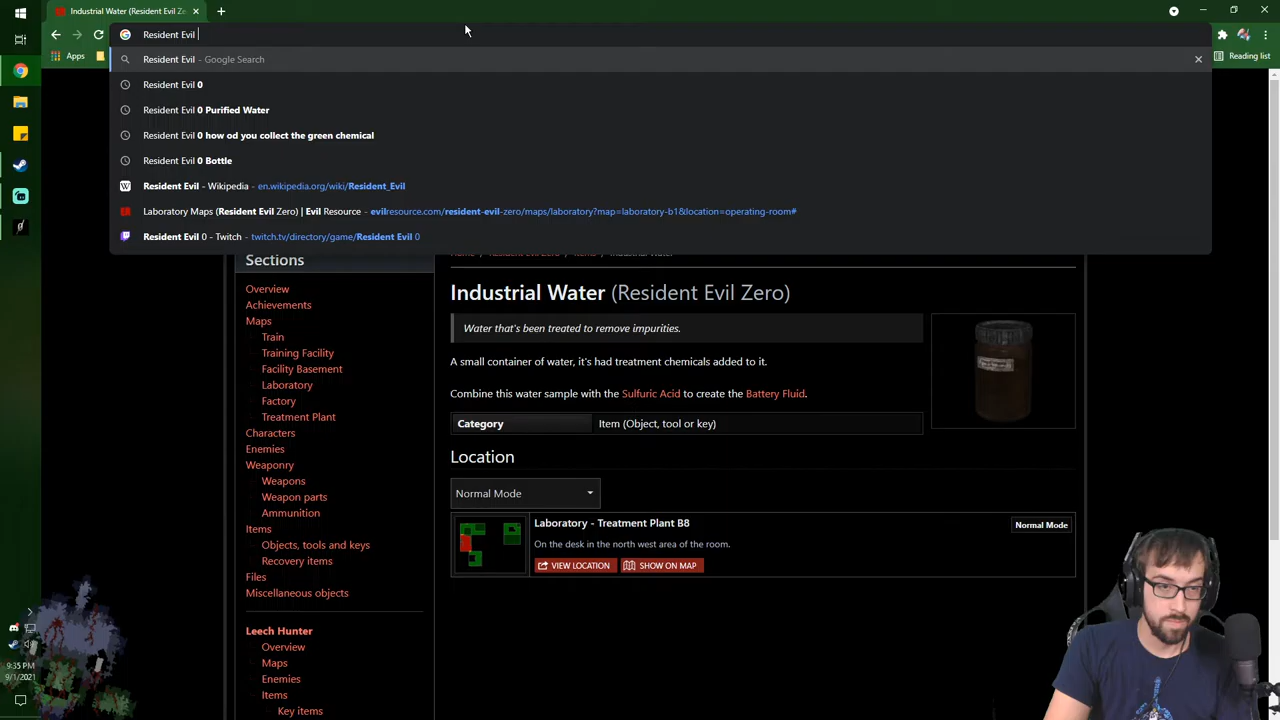 Industrial Water (Resident Evil Ze
Resident Evil
Resident Evil - Google Search
Resident Evil 0
Resident Evil 0 Purified Water
Resident Evil 0 how od you collect the green chemical
Resident Evil 0 Bottle
Resident Evil - Wikipedia - en.wikipedia.org/wiki/Resident_Evil
Laboratory Maps (Resident Evil Zero) | Evil Resource - evilresource.com/resident-evil-zero/maps/laboratory?map=laboratory-b1&location=operating-room#
Resident Evil 0 - Twitch - twitch.tv/directory/game/Resident Evil 0
Apps
Reading list
Sections
Overview
Achievements
Maps
Train
Training Facility
Facility Basement
Laboratory
Factory
Treatment Plant
Characters
Enemies
Weaponry
Weapons
Weapon parts
Ammunition
Items
Objects, tools and keys
Recovery items
Files
Miscellaneous objects
Leech Hunter
Overview
Maps
Enemies
Items
Key items
Industrial Water (Resident Evil Zero)
Water that's been treated to remove impurities.
A small container of water, it's had treatment chemicals added to it.
Combine this water sample with the Sulfuric Acid to create the Battery Fluid.
Category Item (Object, tool or key)
Location
Normal Mode
Laboratory - Treatment Plant B8
Normal Mode
On the desk in the north west area of the room.
VIEW LOCATION SHOW ON MAP
9:35 PM
9/1/2021